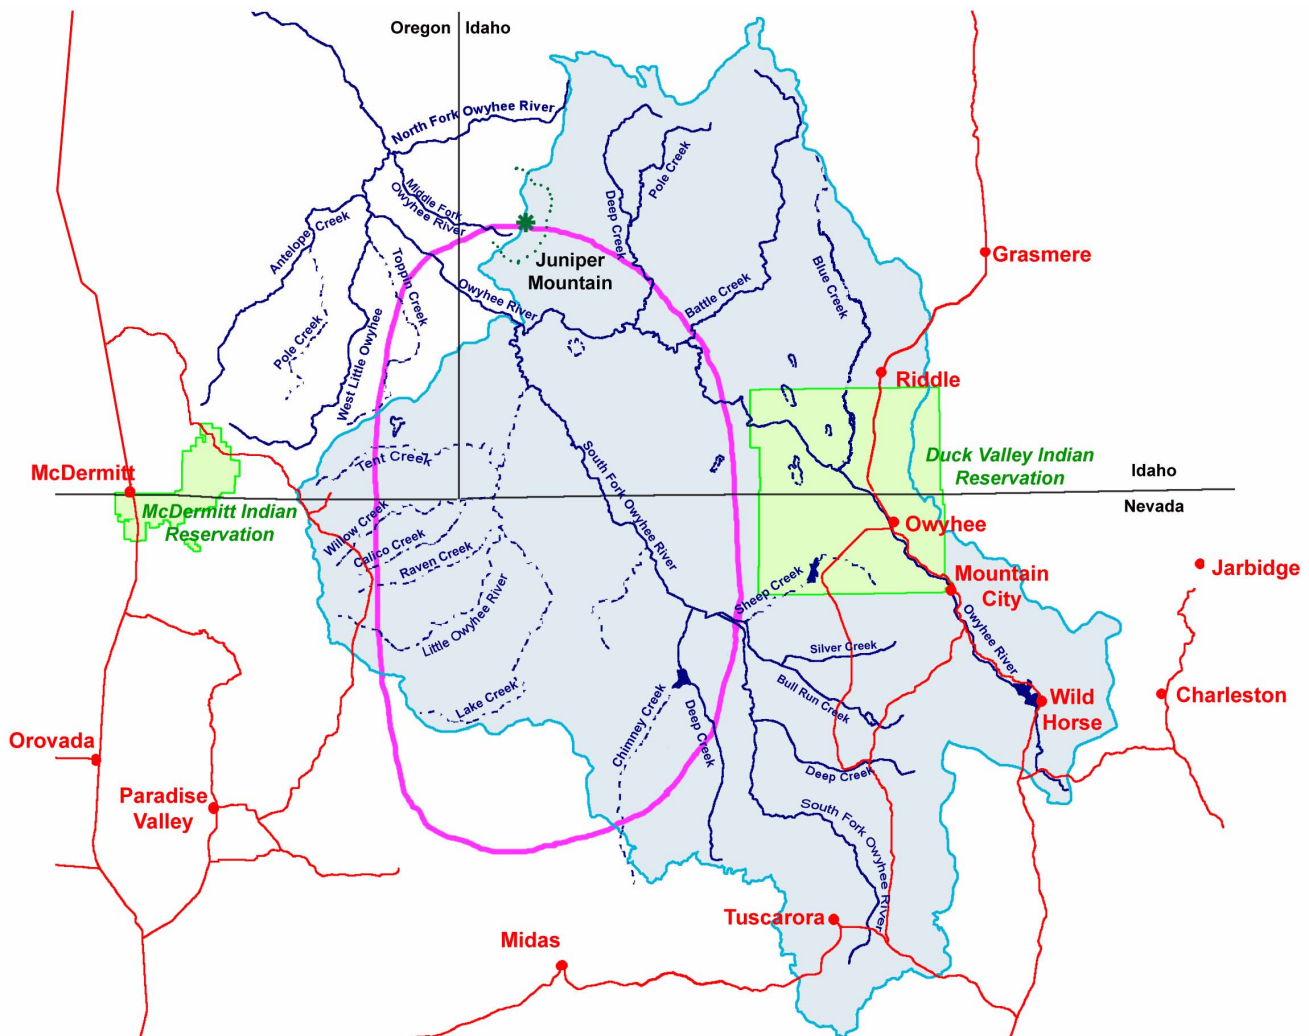 Oregon
Idaho
North Fork Owyhee River
Middle Fork
Owyhee River
Antelope Creek
Toppin Creek
Pole Creek
West Little Owyhee
Owyhee River
Juniper
Mountain
Deep Creek
Pole Creek
Battle Creek
Blue Creek
Grasmere
Riddle
Duck Valley Indian
Reservation
Idaho
Nevada
McDermitt
McDermitt Indian
Reservation
Tent Creek
Willow Creek
Calico Creek
Raven Creek
Little Owyhee River
Lake Creek
South Fork Owyhee River
Owyhee
Mountain
City
Sheep Creek
Jarbidge
Owyhee River
Silver Creek
Bull Run Creek
Wild
Horse
Charleston
Chimney Creek
Deep Creek
Deep Creek
South Fork Owyhee River
Orovada
Paradise
Valley
Tuscarora
Midas